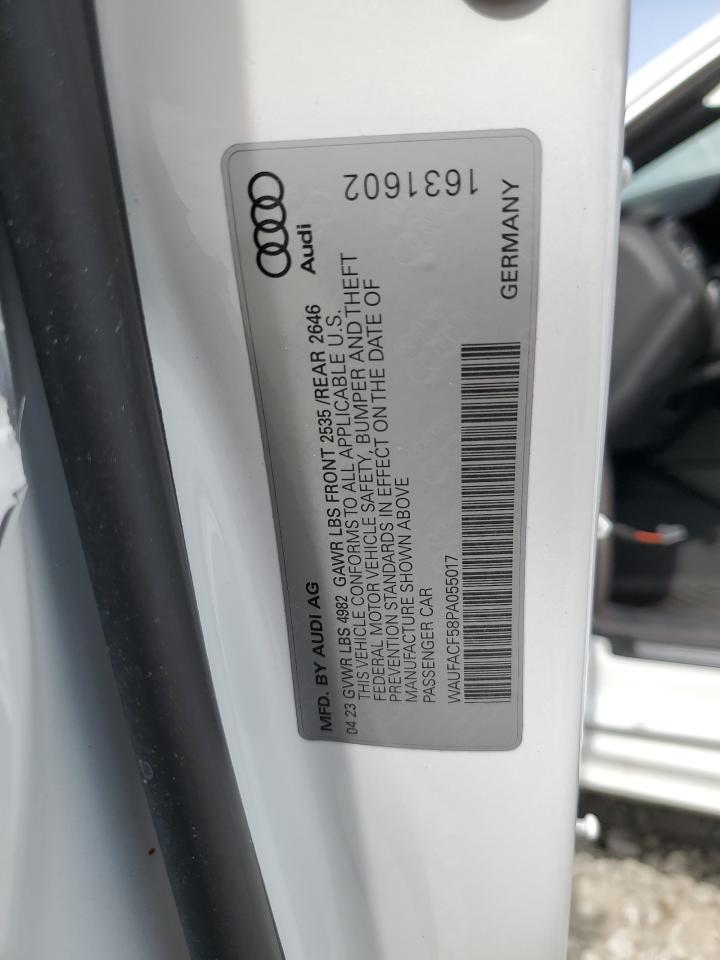 MFD. BY AUDI AG
Audi
04 23 GVWR LBS 4982 GAWR LBS FRONT 2535 /REAR 2646
THIS VEHICLE CONFORMS TO ALL APPLICABLE U.S.
FEDERAL MOTOR VEHICLE SAFETY, BUMPER AND THEFT
PREVENTION STANDARDS IN EFFECT ON THE DATE OF
MANUFACTURE SHOWN ABOVE
PASSENGER CAR
1631602
WAUFACF58PA055017
GERMANY